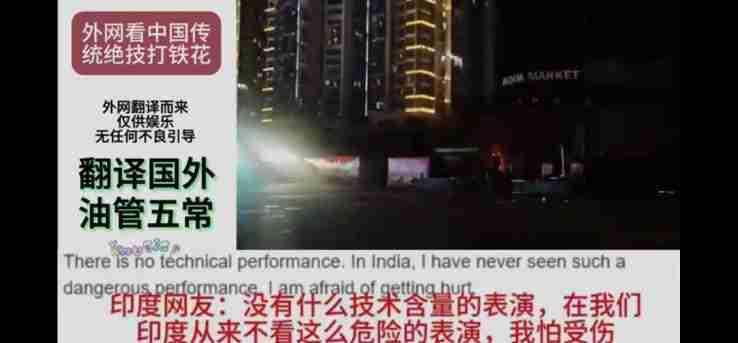 外网看中国传
统绝技打铁花
外网翻译而来
仅供娱乐
无任何不良引导
翻译国外
油管五常
MARKET
There is no technical performance. In India, I have never seen such a
dangerous performance, I am afraid of getting hurt.
印度网友：没有什么技术含量的表演，在我们
印度从来不看这么危险的表演，我怕受伤